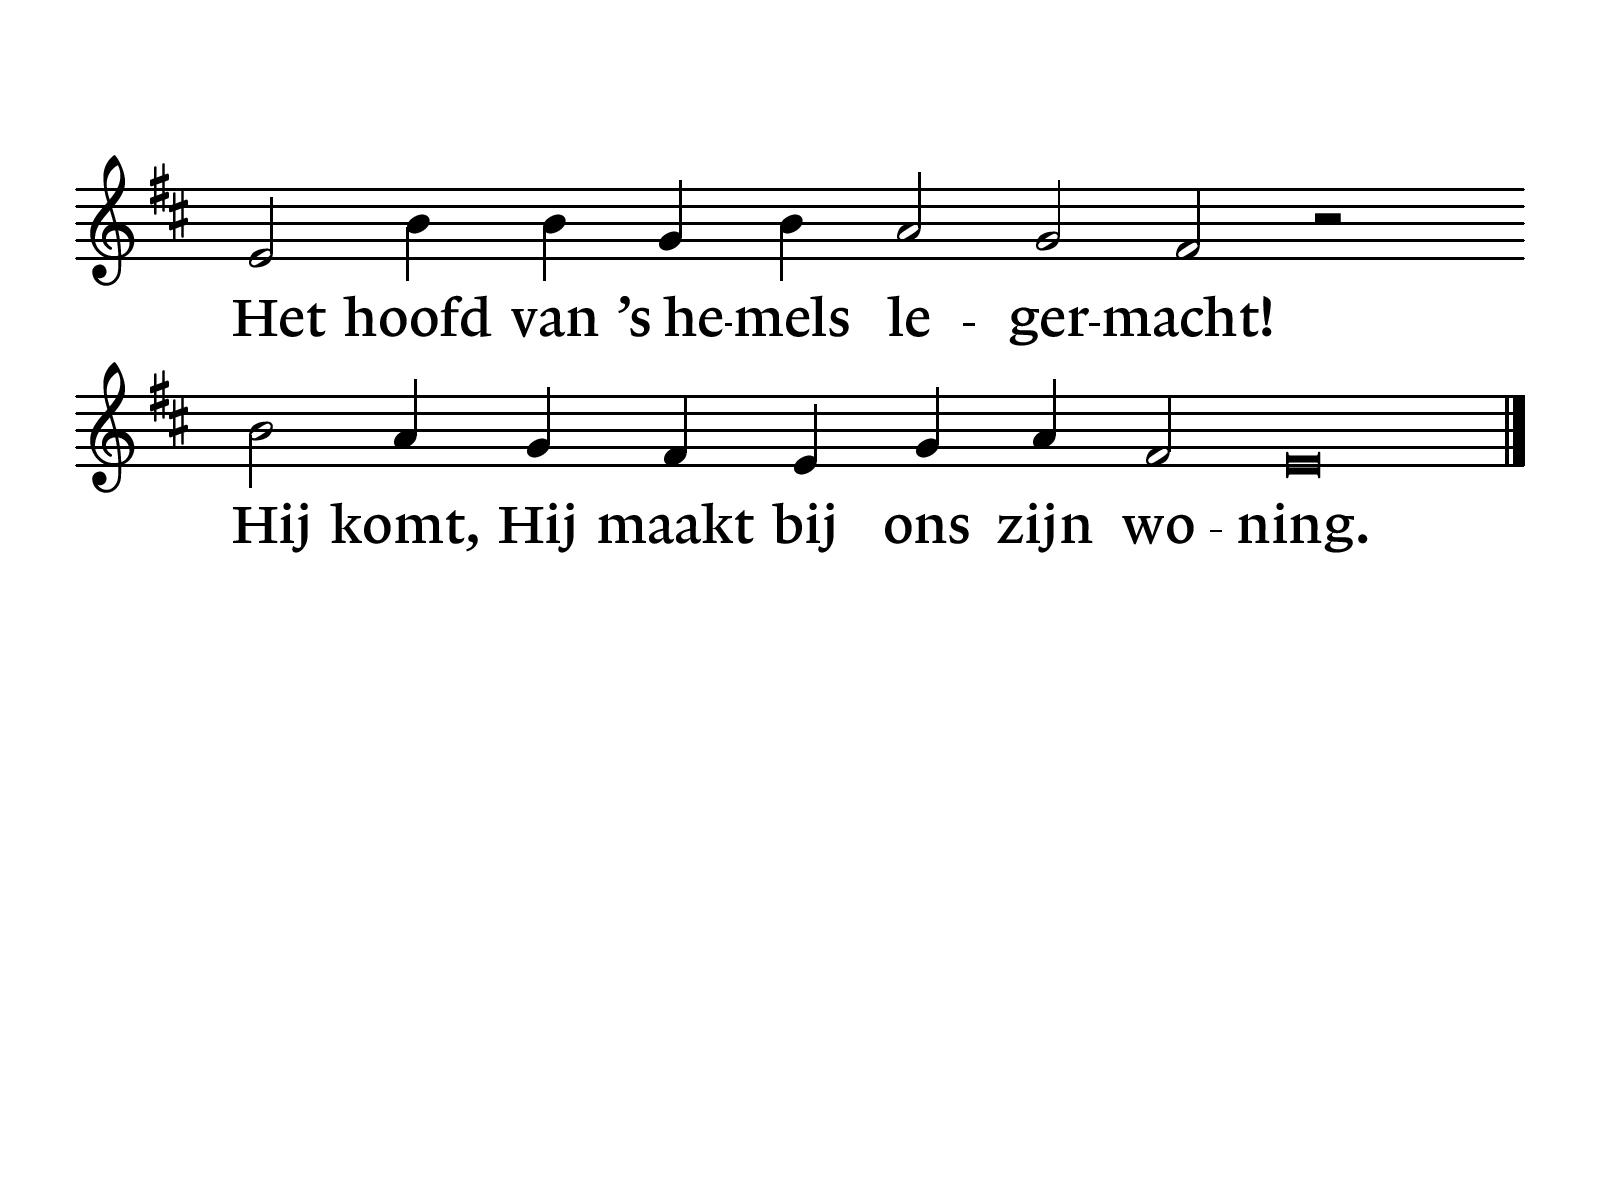 Het hoofd van ’s he-mels le - ger-macht!
Hij komt, Hij maakt bij ons zijn wo - ning.